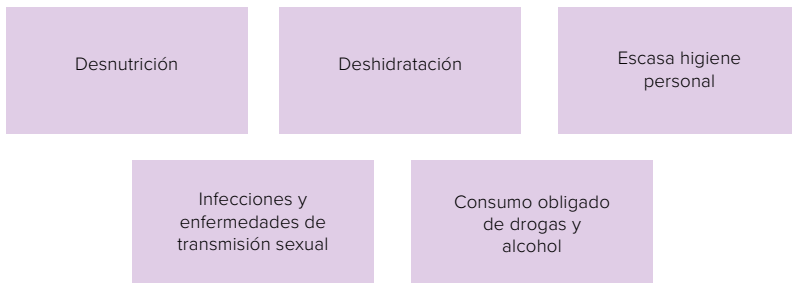 Desnutrición
Deshidratación
Escasa higiene
personal
Infecciones y
enfermedades de
transmisión sexual
Consumo obligado
de drogas y
alcohol